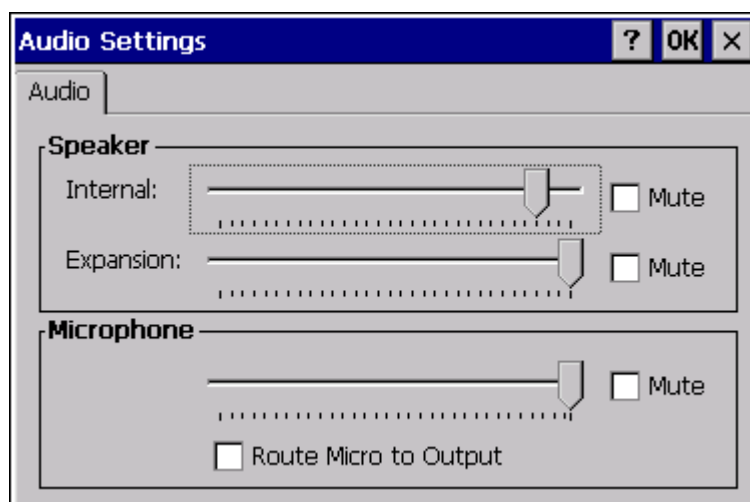 Audio Settings ? OK ×
Audio
Speaker
Internal: Mute
Expansion: Mute
Microphone
Mute
Route Micro to Output